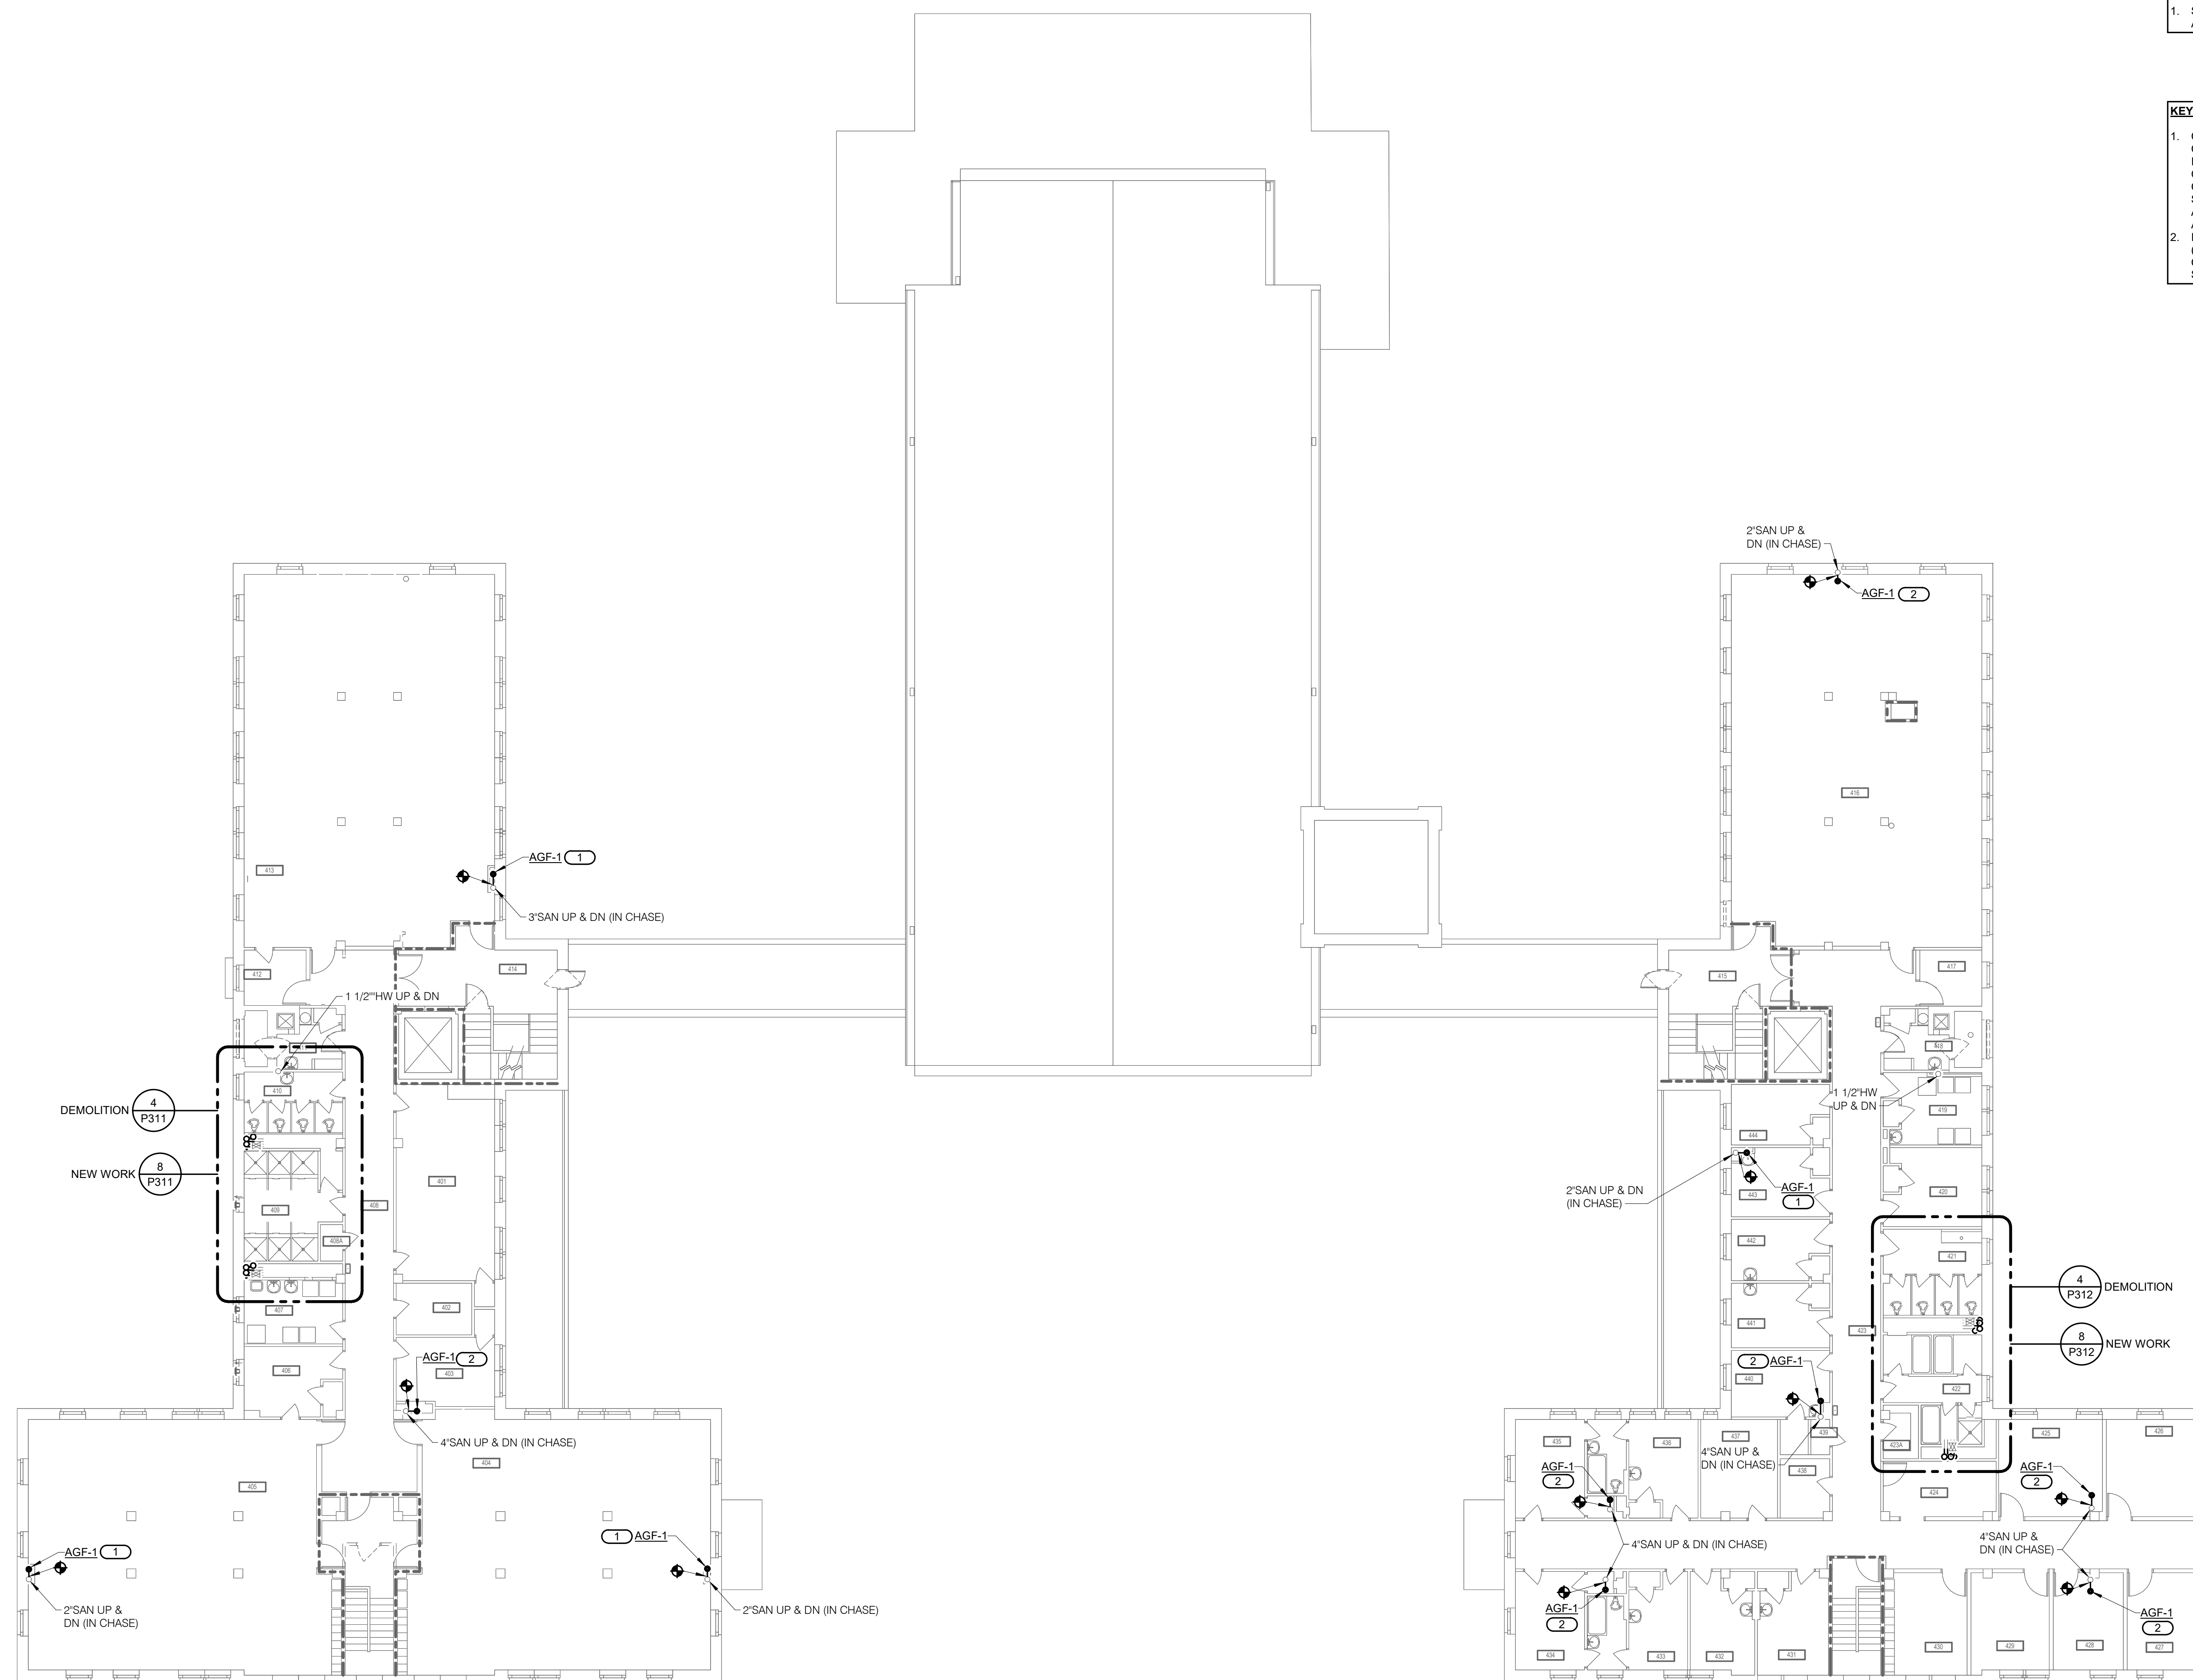 1. S
A
KEY
1. C
2.
2"SAN UP &
DN (IN CHASE)
AGF-1 2
416
AGF-1 1
413
3"SAN UP & DN (IN CHASE)
412
414
415
417
1 1/2""HW UP & DN
418
410
1 1/2"HW
UP & DN
419
DEMOLITION 4
P311
444
NEW WORK 8
P311
401
443
AGF-1
1
2"SAN UP & DN
(IN CHASE)
420
408
409
408A
442
421
4
P312 DEMOLITION
407
402
441
423
8
P312 NEW WORK
AGF-1 2
403
406
2 AGF-1
440
422
4"SAN UP & DN (IN CHASE)
404
405
435
436
437
439
423A
425
426
4"SAN UP &
DN (IN CHASE)
438
AGF-1
2
AGF-1
2
424
1 AGF-1
AGF-1 1
4"SAN UP & DN (IN CHASE)
4"SAN UP &
DN (IN CHASE)
2"SAN UP &
DN (IN CHASE)
2"SAN UP & DN (IN CHASE)
AGF-1
2
AGF-1
2
434
433
432
431
430
429
428
427